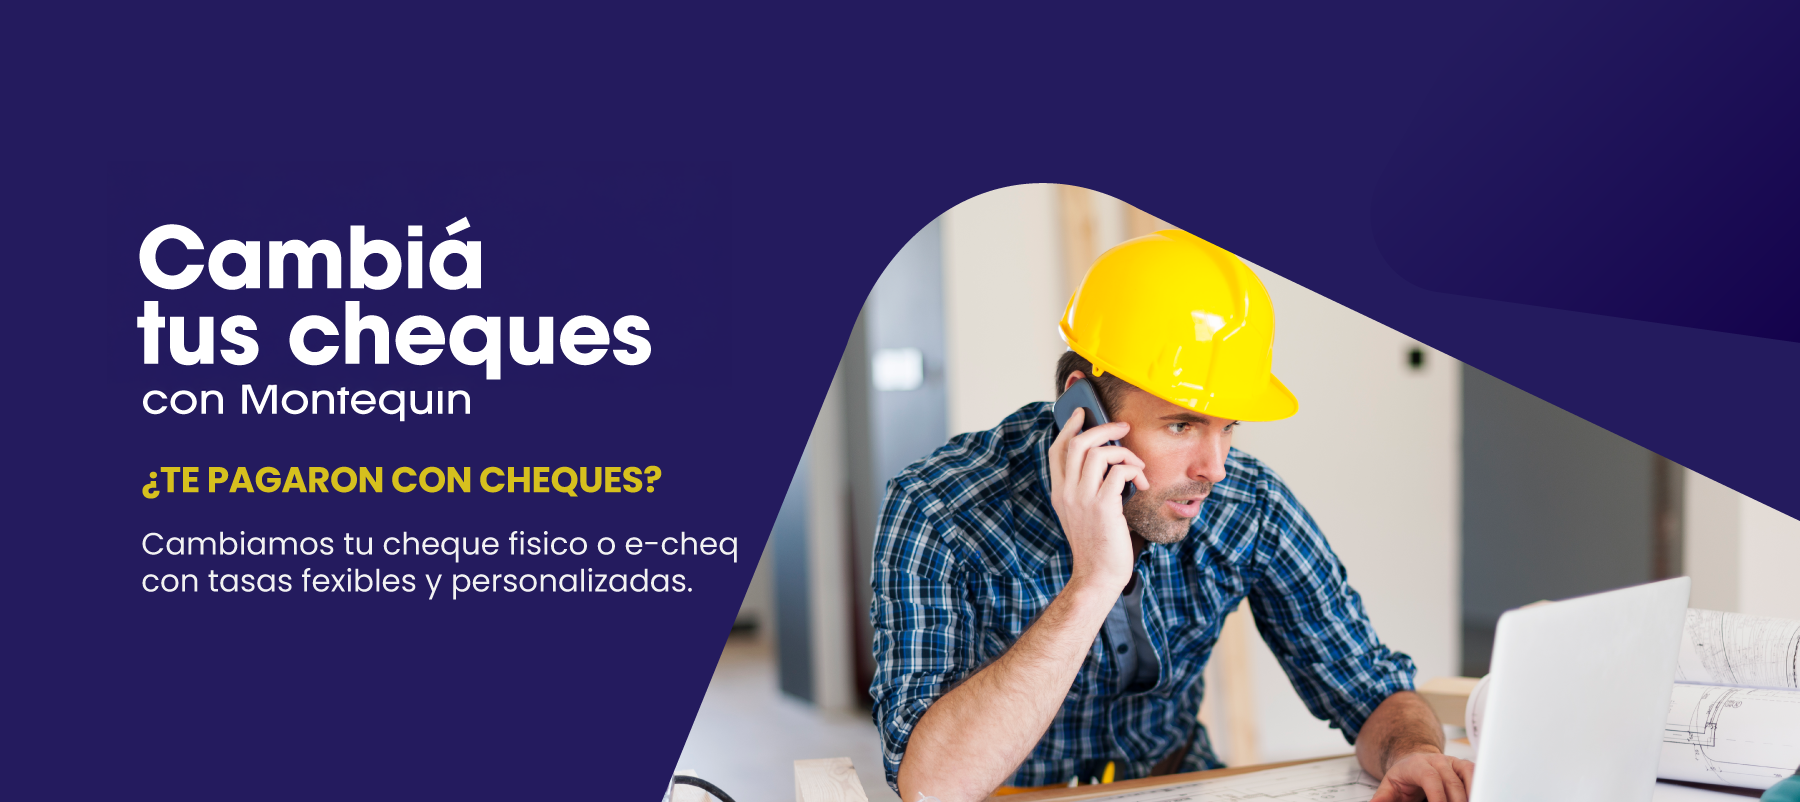 Cambiá
tus cheques
con Montequin
¿TE PAGARON CON CHEQUES?
Cambiamos tu cheque fisico o e-cheq
con tasas fexibles y personalizadas.